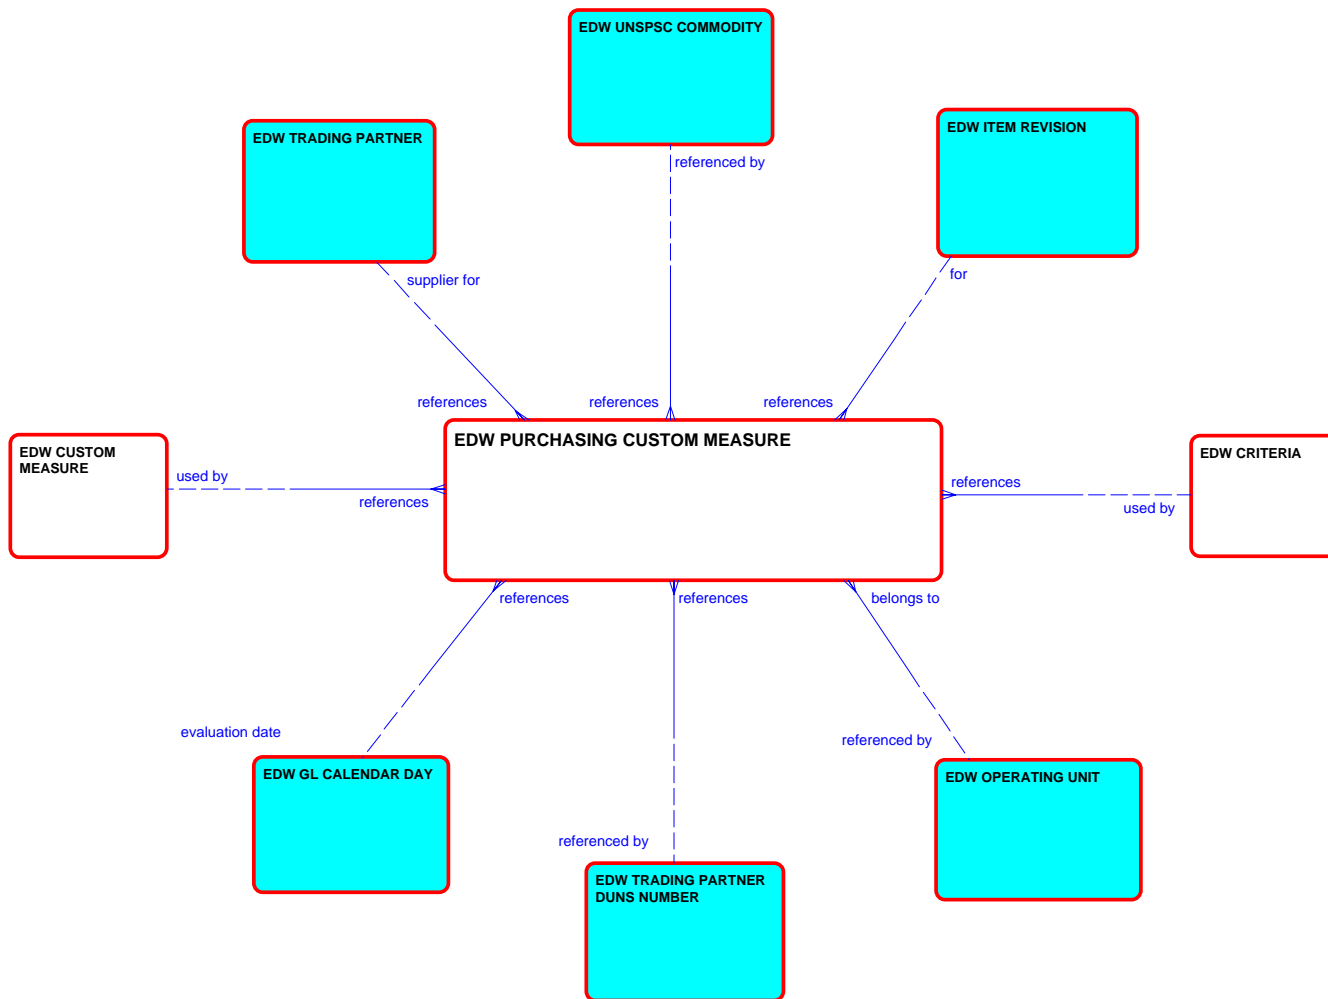 EDW UNSPSC COMMODITY
EDW TRADING PARTNER
EDW ITEM REVISION
referenced by
supplier for
for
references
references
references
EDW PURCHASING CUSTOM MEASURE
EDW CUSTOM
MEASURE
used by
references
EDW CRITERIA
references
used by
references
references
belongs to
evaluation date
referenced by
referenced by
EDW GL CALENDAR DAY
EDW OPERATING UNIT
EDW TRADING PARTNER
DUNS NUMBER